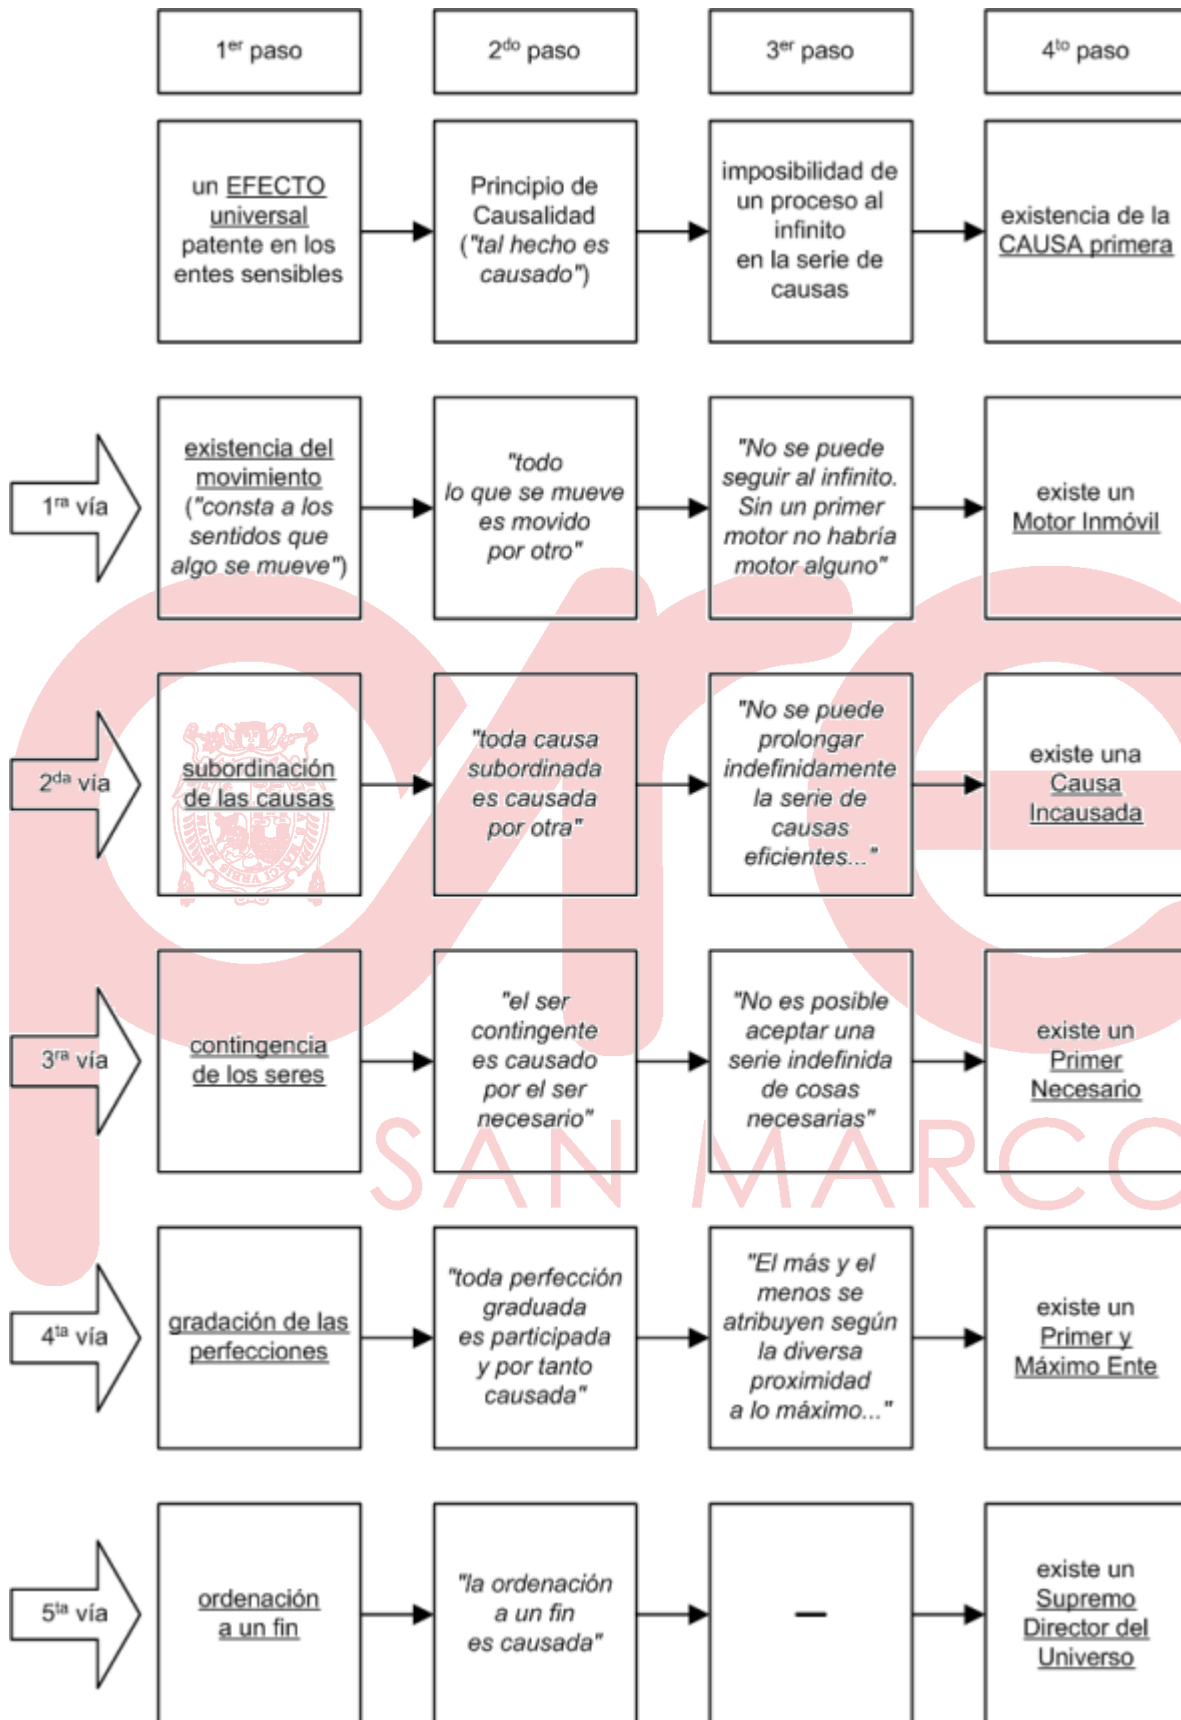 1er paso
2do paso
3er paso
4to paso
un EFECTO
universal
patente en los
entes sensibles
Principio de
Causalidad
("tal hecho es
causado")
imposibilidad de
un proceso al
infinito
en la serie de
causas
existencia de la
CAUSA primera
1ra vía
existencia del
movimiento
("consta a los
sentidos que
algo se mueve")
"todo
lo que se mueve
es movido
por otro"
"No se puede
seguir al infinito.
Sin un primer
motor no habría
motor alguno"
existe un
Motor Inmóvil
2da vía
subordinación
de las causas
"toda causa
subordinada
es causada
por otra"
"No se puede
prolongar
indefinidamente
la serie de
causas
eficientes..."
existe una
Causa
Incausada
3ra vía
contingencia
de los seres
"el ser
contingente
es causado
por el ser
necesario"
"No es posible
aceptar una
serie indefinida
de cosas
necesarias"
existe un
Primer
Necesario
4ta vía
gradación de las
perfecciones
"toda perfección
graduada
es participada
y por tanto
causada"
"El más y el
menos se
atribuyen según
la diversa
proximidad
a lo máximo..."
existe un
Primer y
Máximo Ente
5ta vía
ordenación
a un fin
"la ordenación
a un fin
es causada"
–
existe un
Supremo
Director del
Universo
pre
SAN MARCO